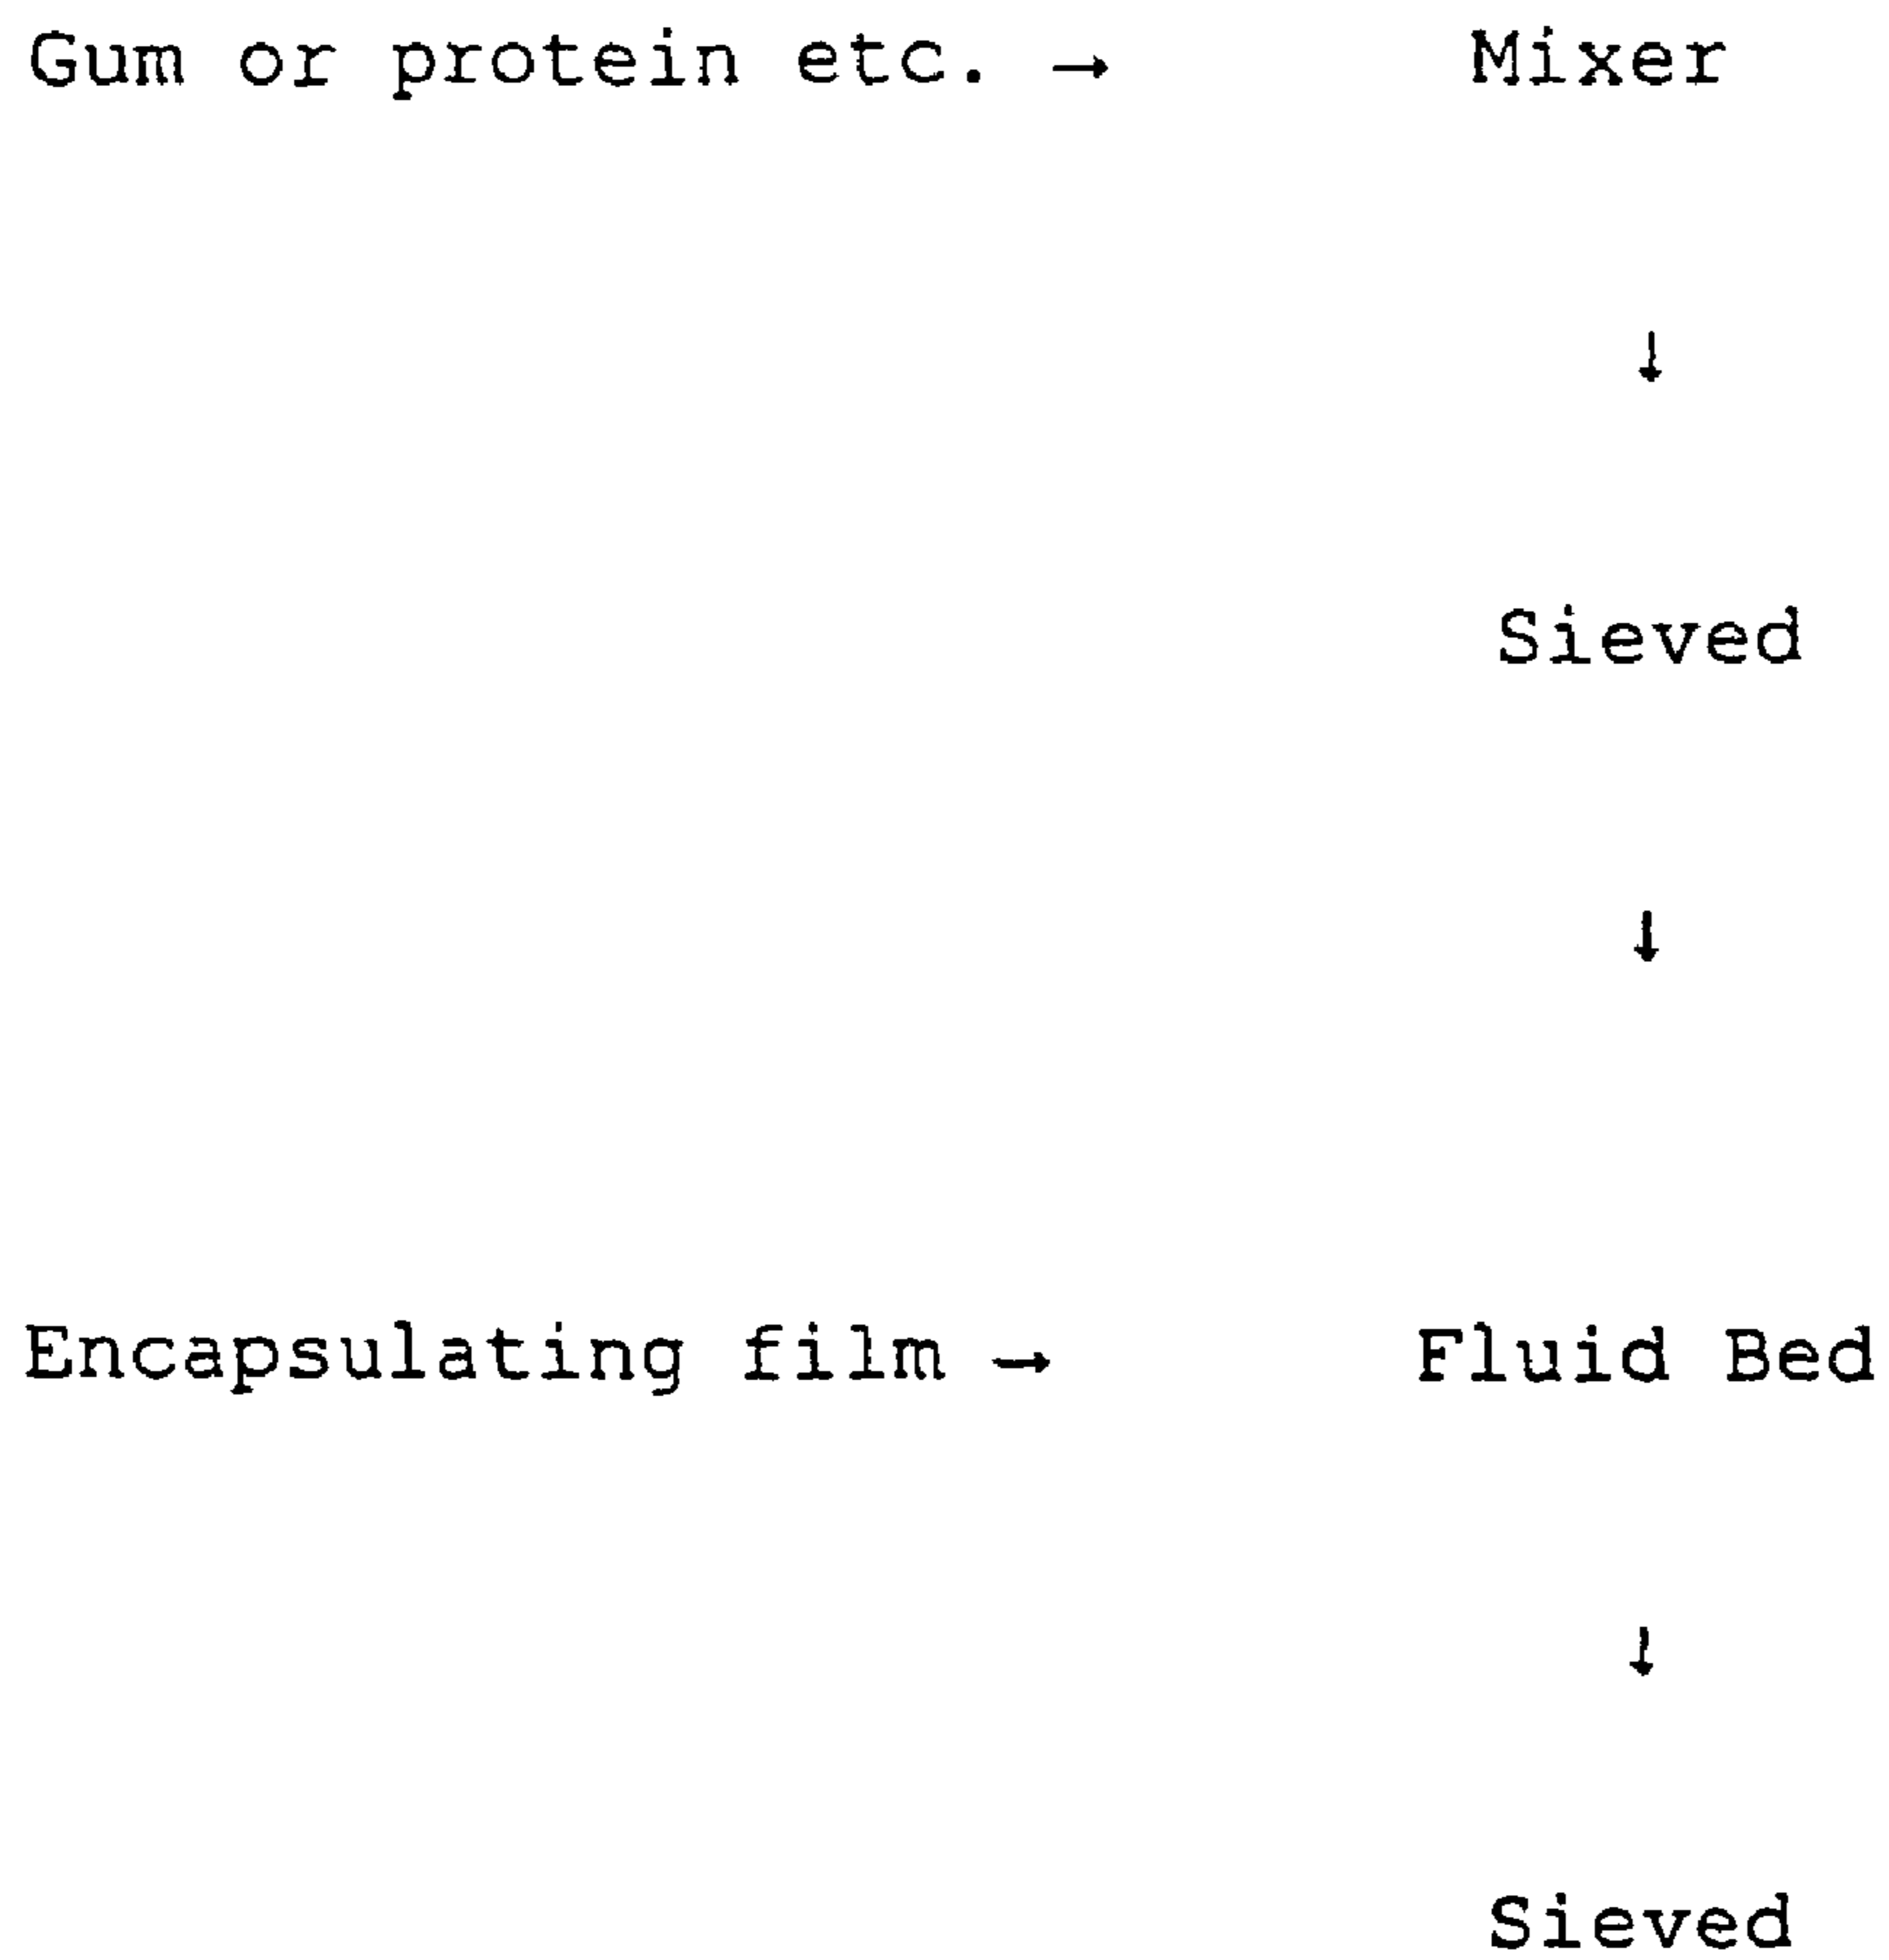 Gum or protein etc. → Mixer
↓
Sieved
↓
Encapsulating film → Fluid Bed
↓
Sieved